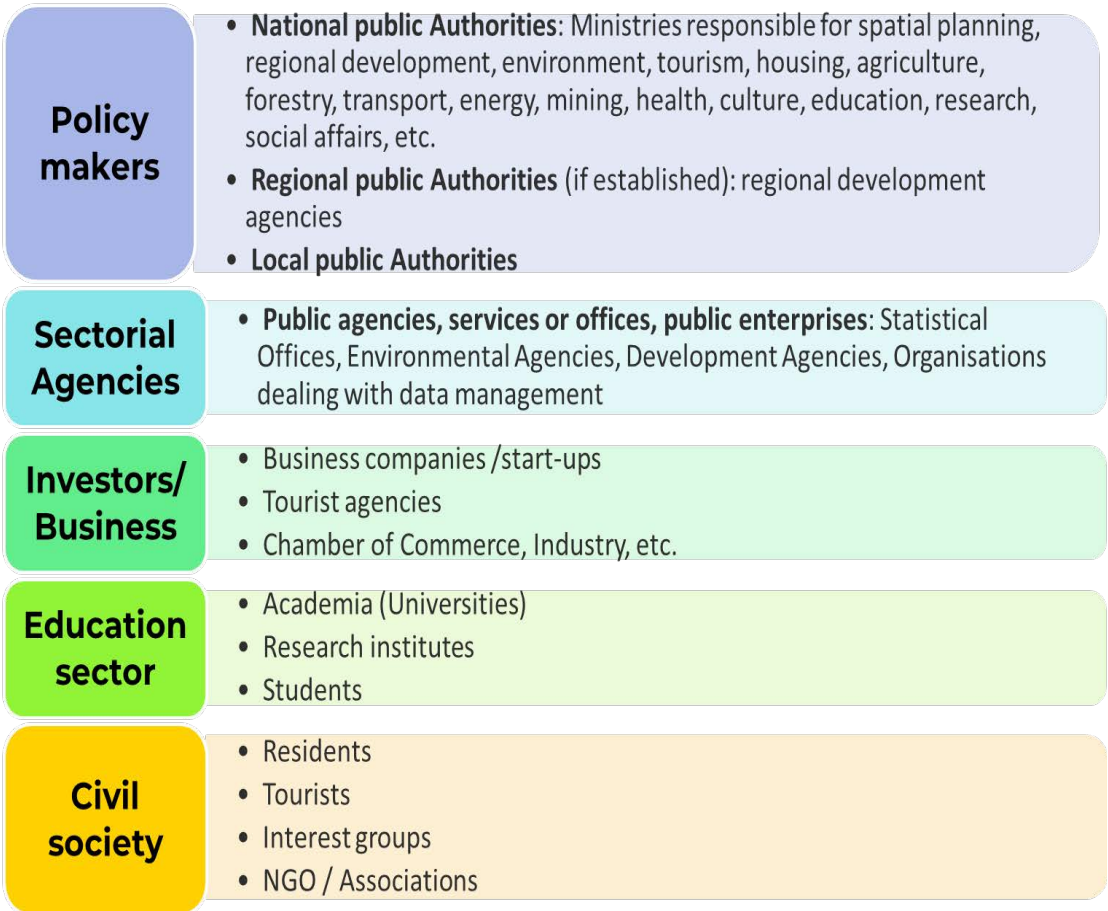 Policy
makers
• National public Authorities: Ministries responsible for spatial planning,
regional development, environment, tourism, housing, agriculture,
forestry, transport, energy, mining, health, culture, education, research,
social affairs, etc.
• Regional public Authorities (if established): regional development
agencies
• Local public Authorities
Sectorial
Agencies
• Public agencies, services or offices, public enterprises: Statistical
Offices, Environmental Agencies, Development Agencies, Organisations
dealing with data management
Investors/
Business
• Business companies /start-ups
• Tourist agencies
• Chamber of Commerce, Industry, etc.
Education
sector
• Academia (Universities)
• Research institutes
• Students
Civil
society
• Residents
• Tourists
• Interest groups
• NGO / Associations